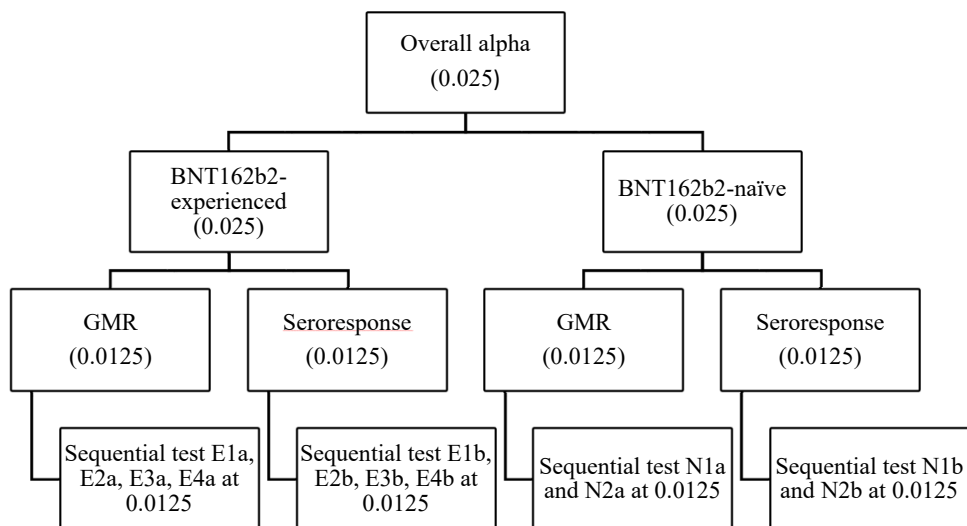 Overall alpha
(0.025)
BNT162b2-
experienced
(0.025)
BNT162b2-naïve
(0.025)
GMR
(0.0125)
Seroresponse
(0.0125)
GMR
(0.0125)
Seroresponse
(0.0125)
Sequential test E1a,
E2a, E3a, E4a at
0.0125
Sequential test E1b,
E2b, E3b, E4b at
0.0125
Sequential test N1a
and N2a at 0.0125
Sequential test N1b
and N2b at 0.0125